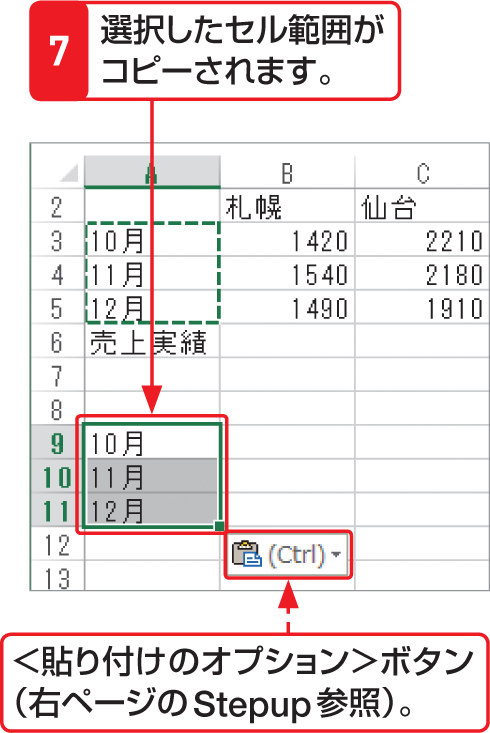 7 選択したセル範囲が
コピーされます。
A B C
2 札幌 仙台
3 10月 1420 2210
4 11月 1540 2180
5 12月 1490 1910
6 売上実績
7
8
9 10月
10 11月
11 12月
12 (Ctrl)
13
<貼り付けのオプション>ボタン
(右ページのStepup参照)。